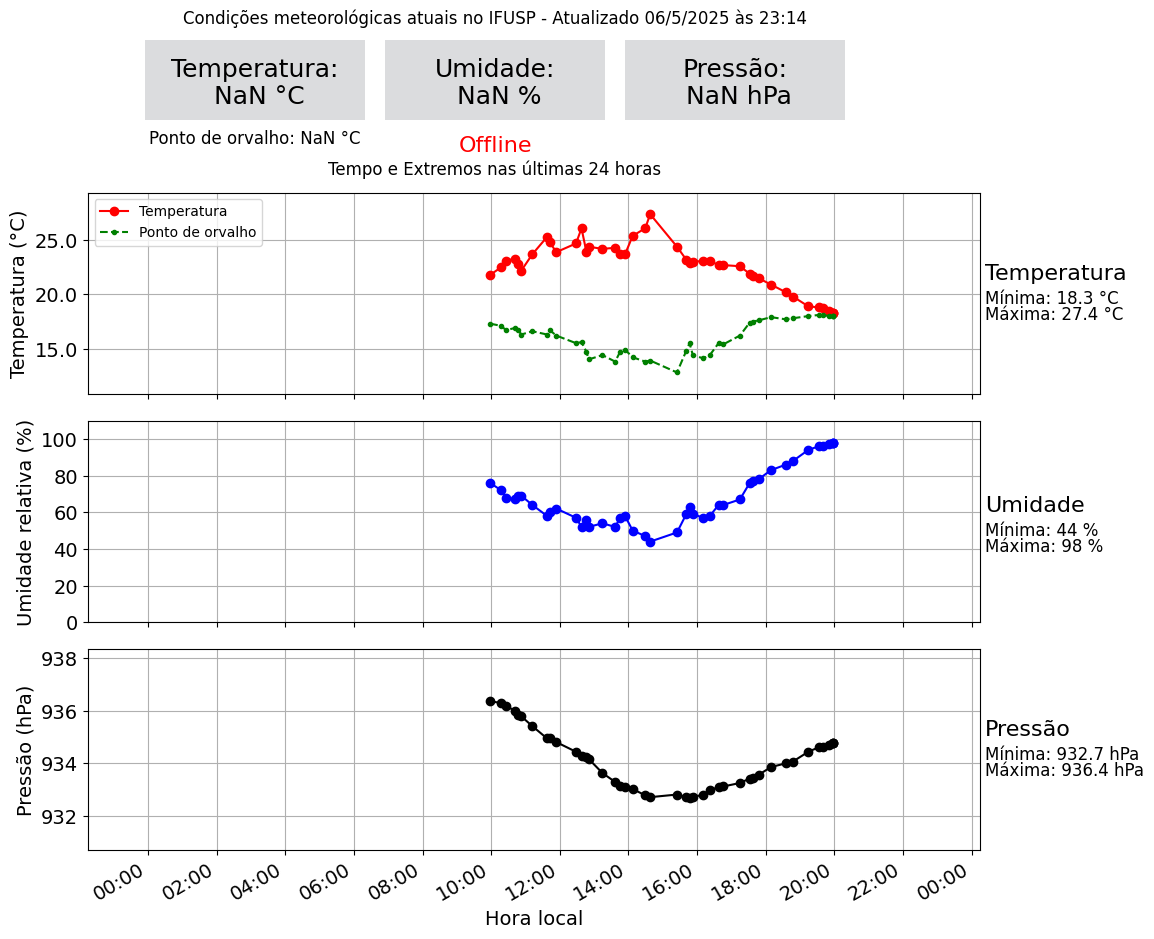 Condições meteorológicas atuais no IFUSP - Atualizado 06/5/2025 às 23:14
Temperatura:
NaN °C
Umidade:
NaN %
Pressão:
NaN hPa
Ponto de orvalho: NaN °C
Offline
Tempo e Extremos nas últimas 24 horas
Temperatura (°C)
25.0
20.0
15.0
Temperatura
Ponto de orvalho
Temperatura
Mínima: 18.3 °C
Máxima: 27.4 °C
Umidade relativa (%)
100
80
60
40
20
0
Umidade
Mínima: 44 %
Máxima: 98 %
Pressão (hPa)
938
936
934
932
Pressão
Mínima: 932.7 hPa
Máxima: 936.4 hPa
00:00 02:00 04:00 06:00 08:00 10:00 12:00 14:00 16:00 18:00 20:00 22:00 00:00
Hora local